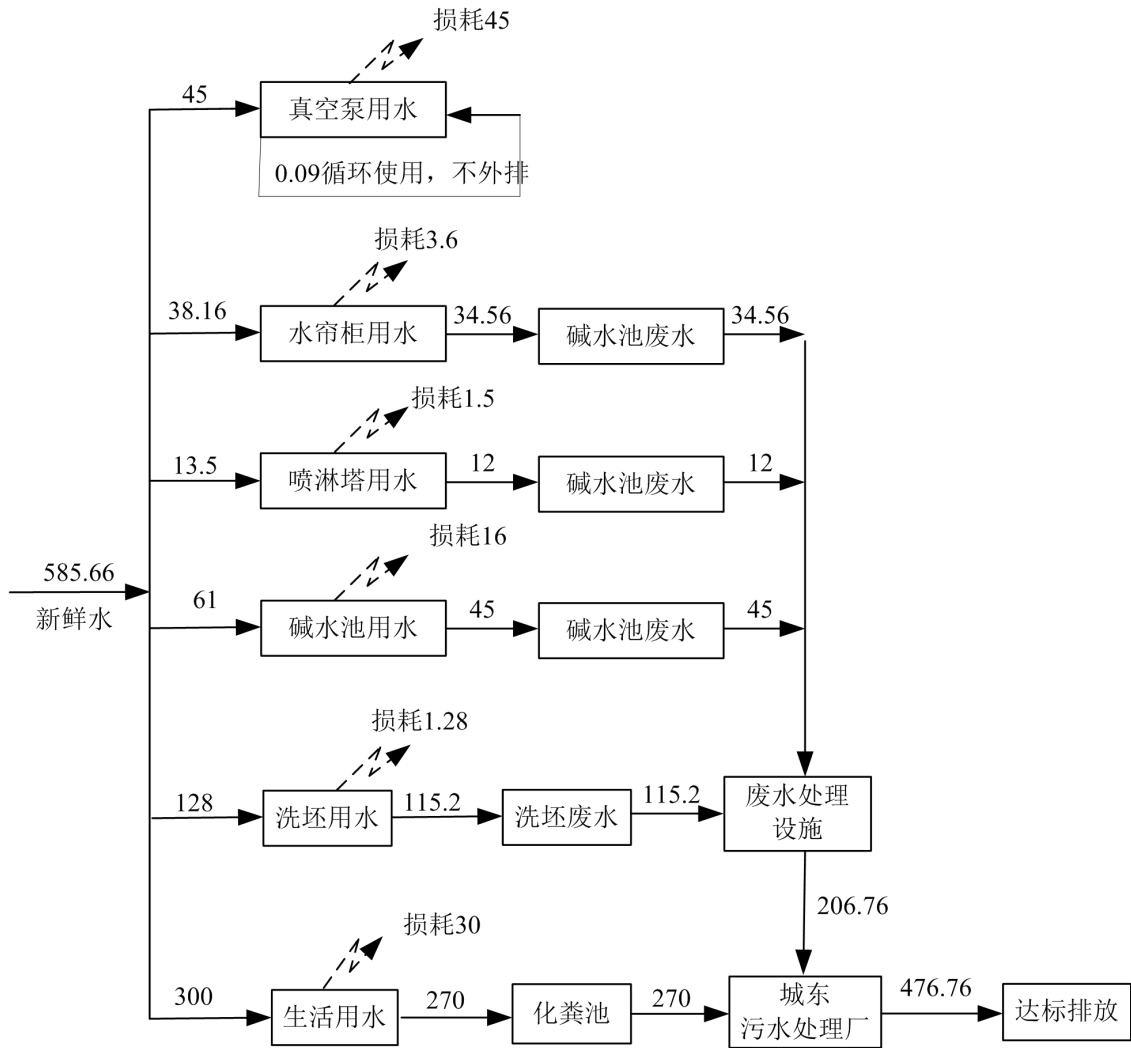 损耗45
45
真空泵用水
0.09循环使用，不外排
损耗3.6
38.16
水帘柜用水
34.56
碱水池废水
34.56
损耗1.5
13.5
喷淋塔用水
12
碱水池废水
12
损耗16
585.66
新鲜水
61
碱水池用水
45
碱水池废水
45
损耗1.28
128
洗坯用水
115.2
洗坯废水
115.2
废水处理
设施
206.76
损耗30
300
生活用水
270
化粪池
270
城东
污水处理厂
476.76
达标排放